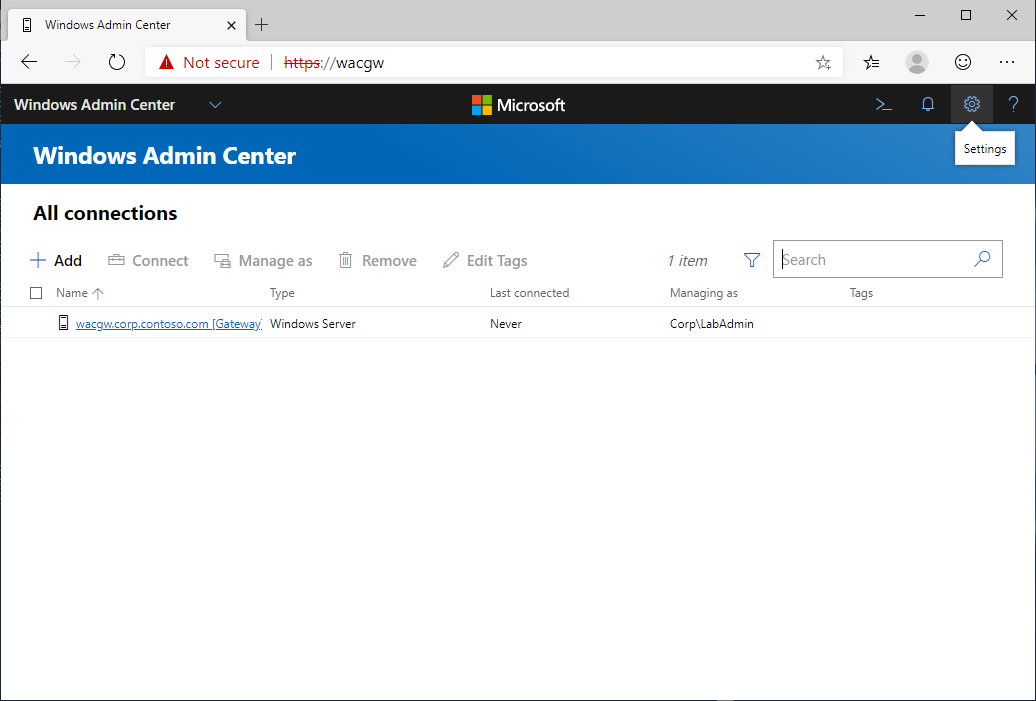 Windows Admin Center
Not secure https://wacgw
Windows Admin Center Microsoft >_ ?
Windows Admin Center
Settings
All connections
Add Connect Manage as Remove Edit Tags 1 item Search
Name Type Last connected Managing as Tags
wacgw.corp.contoso.com [Gateway] Windows Server Never Corp\LabAdmin